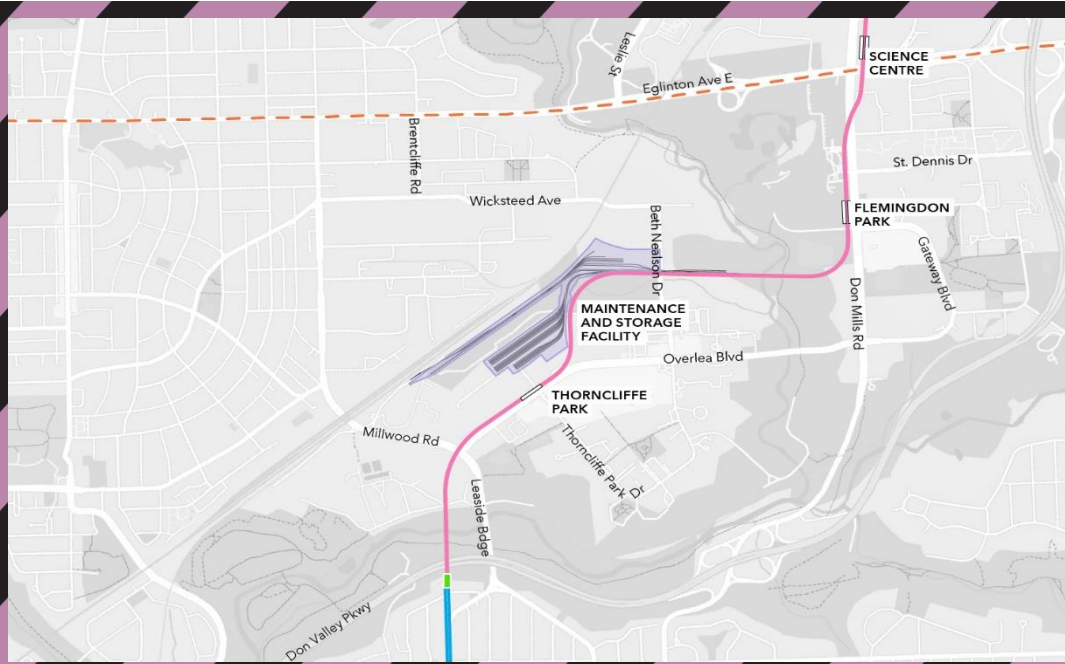 Leslie St
SCIENCE
CENTRE
Eglinton Ave E
Brentcliffe Rd
St. Dennis Dr
Wicksteed Ave
Beth Nealson Dr
FLEMINGDON
PARK
Gateway Blvd
Don Mills Rd
MAINTENANCE
AND STORAGE
FACILITY
Overlea Blvd
THORNCLIFFE
PARK
Millwood Rd
Thorncliffe Park Dr
Leaside Bdge
Don Valley Pkwy